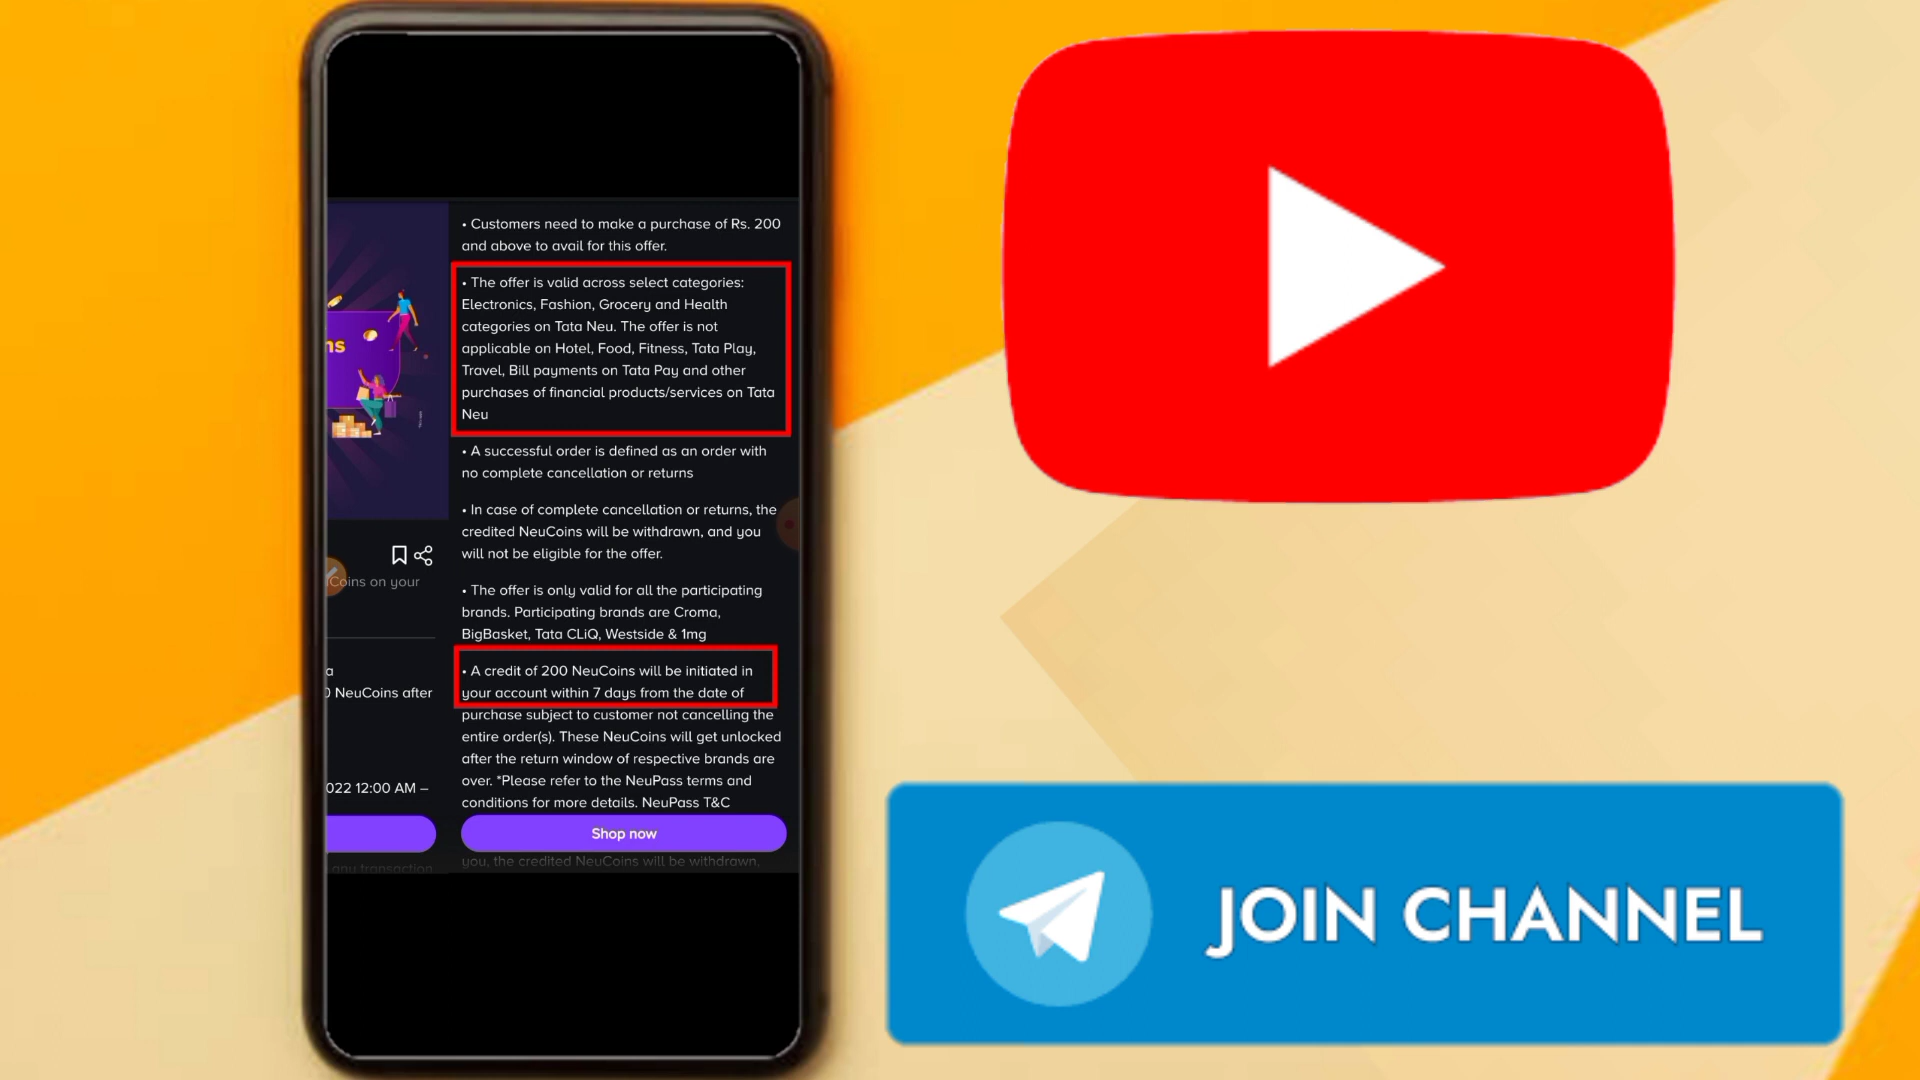 • Customers need to make a purchase of Rs. 200
and above to avail for this offer.
• The offer is valid across select categories:
Electronics, Fashion, Grocery and Health
categories on Tata Neu. The offer is not
applicable on Hotel, Food, Fitness, Tata Play,
Travel, Bill payments on Tata Pay and other
purchases of financial products/services on Tata
Neu
• A successful order is defined as an order with
no complete cancellation or returns
• In case of complete cancellation or returns, the
credited NeuCoins will be withdrawn, and you
will not be eligible for the offer.
• The offer is only valid for all the participating
brands. Participating brands are Croma,
BigBasket, Tata CLiQ, Westside & 1mg
• A credit of 200 NeuCoins will be initiated in
your account within 7 days from the date of
purchase subject to customer not cancelling the
entire order(s). These NeuCoins will get unlocked
after the return window of respective brands are
over. *Please refer to the NeuPass terms and
conditions for more details. NeuPass T&C
Shop now
you, the credited NeuCoins will be withdrawn,
ns
Coins on your
a
NeuCoins after
022 12:00 AM –
any transaction
JOIN CHANNEL